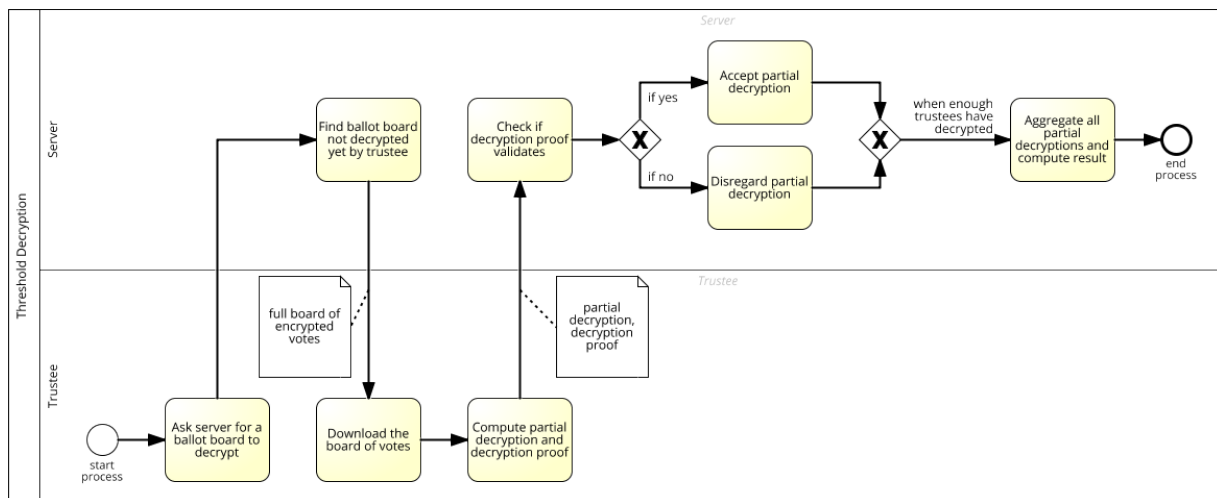 Threshold Decryption
Server
Server
Find ballot board
not decrypted
yet by trustee
Check if
decryption proof
validates
if yes
if no
Accept partial
decryption
Disregard partial
decryption
when enough
trustees have
decrypted
Aggregate all
partial
decryptions and
compute result
end
process
Trustee
Trustee
full board of
encrypted
votes
partial
decryption,
decryption
proof
start
process
Ask server for a
ballot board to
decrypt
Download the
board of votes
Compute partial
decryption and
decryption proof